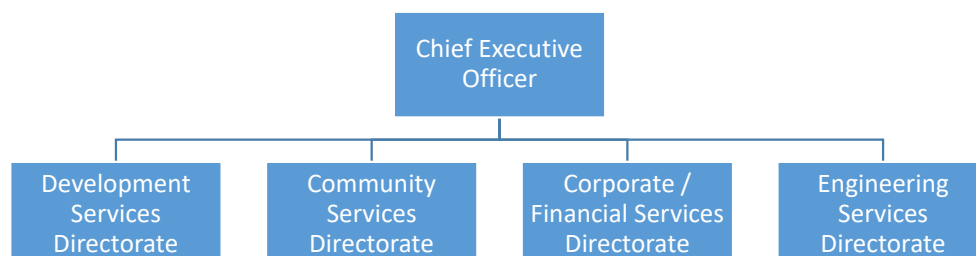 Chief Executive
Officer
Development
Services
Directorate
Community
Services
Directorate
Corporate /
Financial Services
Directorate
Engineering
Services
Directorate